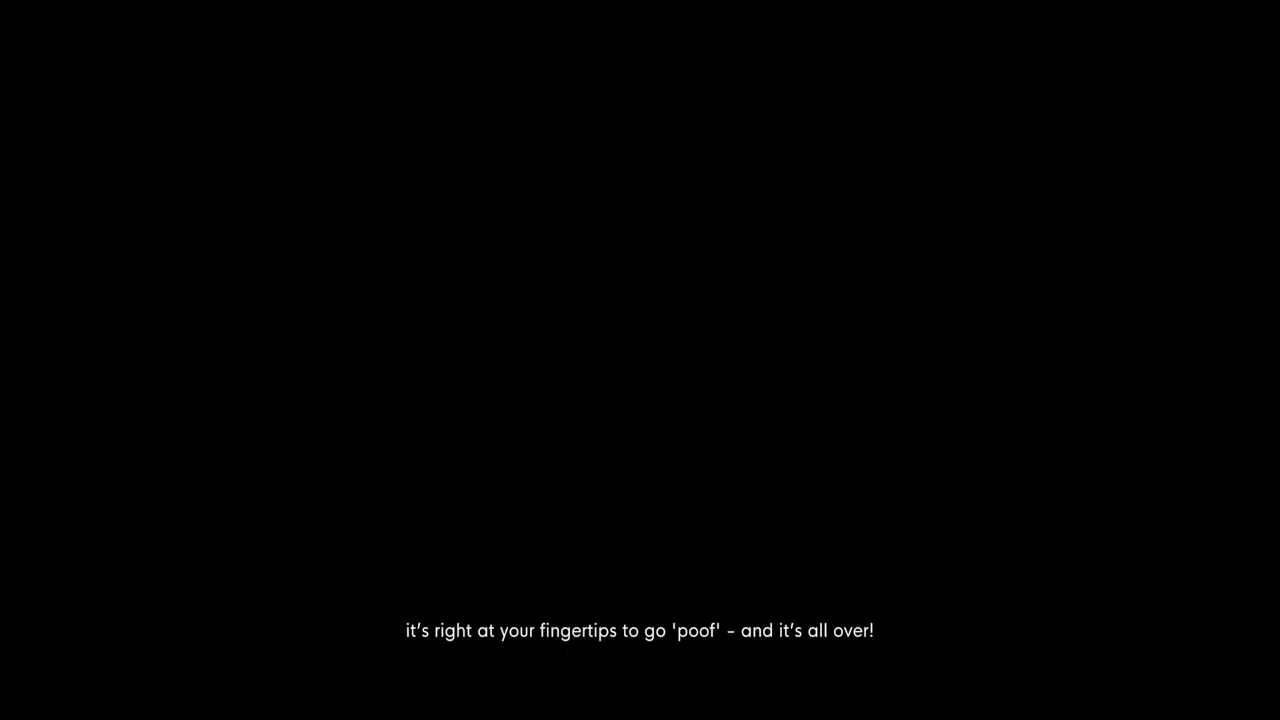 it’s right at your fingertips to go 'poof' - and it’s all over!